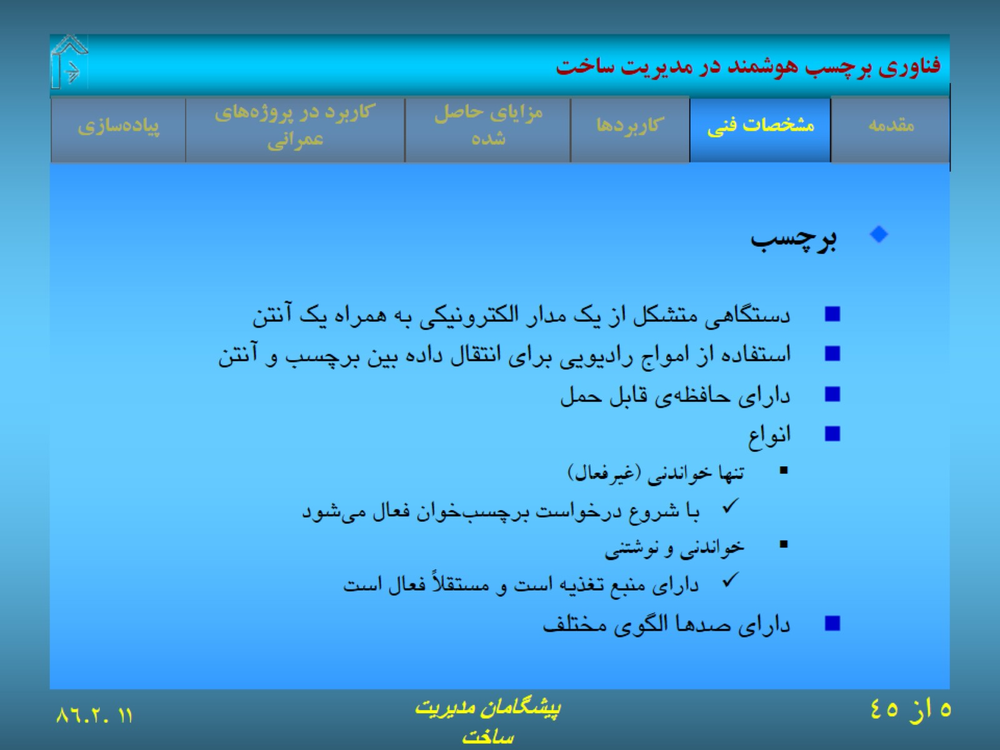 فناوری برچسب هوشمند در مدیریت ساخت
مقدمه
مشخصات فنی
کاربردها
مزایای حاصل
شده
کاربرد در پروژه‌های
عمرانی
پیاده‌سازی
برچسب
دستگاهی متشکل از یک مدار الکترونیکی به همراه یک آنتن
استفاده از امواج رادیویی برای انتقال داده بین برچسب و آنتن
دارای حافظه‌ی قابل حمل
انواع
تنها خواندنی (غیرفعال)
با شروع درخواست برچسب‌خوان فعال می‌شود
خواندنی و نوشتنی
دارای منبع تغذیه است و مستقلاً فعال است
دارای صدها الگوی مختلف
٥ از ٤٥
پیشگامان مدیریت
ساخت
٨٦.٢. ١١